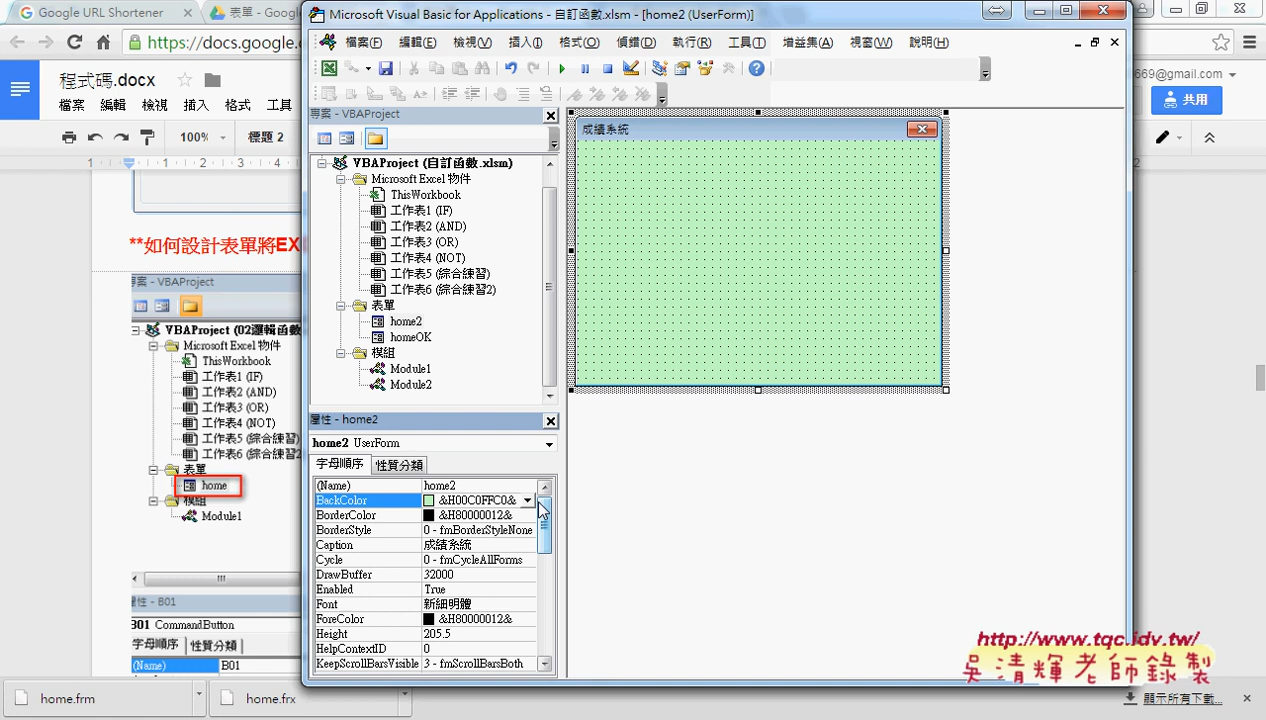 Google URL Shortener
表單 - Goo
https://docs.google.c
669@gmail.com
程式碼.docx
檔案 編輯 檢視 插入 格式 工具
共用
100% 標題 2
1 1 2 3 4
**如何設計表單將EX
專案 - VBAProject
VBAProject (02邏輯函數
Microsoft Excel 物件
ThisWorkbook
工作表1 (IF)
工作表2 (AND)
工作表3 (OR)
工作表4 (NOT)
工作表5 (綜合練習)
工作表6 (綜合練習2)
表單
home
模組
Module1
屬性 - B01
B01 CommandButton
字母順序 性質分類
(Name) B01
Microsoft Visual Basic for Applications - 自訂函數.xlsm - [home2 (UserForm)]
檔案(F) 編輯(E) 檢視(V) 插入(I) 格式(O) 偵錯(D) 執行(R) 工具(T) 增益集(A) 視窗(W) 說明(H)
專案 - VBAProject
VBAProject (自訂函數.xlsm)
Microsoft Excel 物件
ThisWorkbook
工作表1 (IF)
工作表2 (AND)
工作表3 (OR)
工作表4 (NOT)
工作表5 (綜合練習)
工作表6 (綜合練習2)
表單
home2
homeOK
模組
Module1
Module2
屬性 - home2
home2 UserForm
字母順序 性質分類
(Name) home2
BackColor &H00C0FFC0&
BorderColor &H80000012&
BorderStyle 0 - fmBorderStyleNone
Caption 成績系統
Cycle 0 - fmCycleAllForms
DrawBuffer 32000
Enabled True
Font 新細明體
ForeColor &H80000012&
Height 205.5
HelpContextID 0
KeepScrollBarsVisible 3 - fmScrollBarsBoth
成績系統
http://www.tqc.idv.tw/
吳清輝老師錄製
home.frm
home.frx
顯示所有下載...